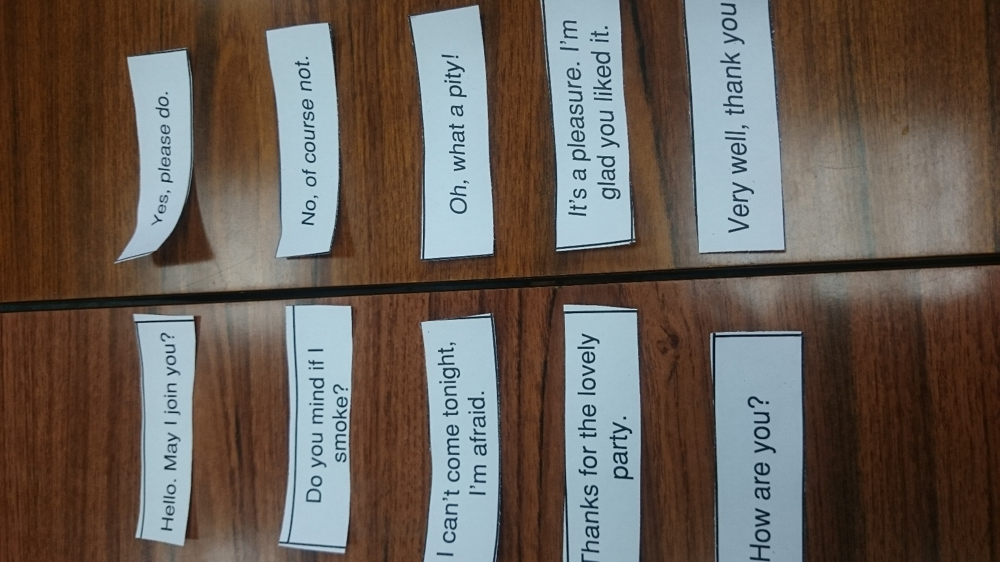 Hello. May I join you?
Yes, please do.
Do you mind if I
smoke?
No, of course not.
I can't come tonight,
I'm afraid.
Oh, what a pity!
Thanks for the lovely
party.
It's a pleasure. I'm
glad you liked it.
How are you?
Very well, thank you